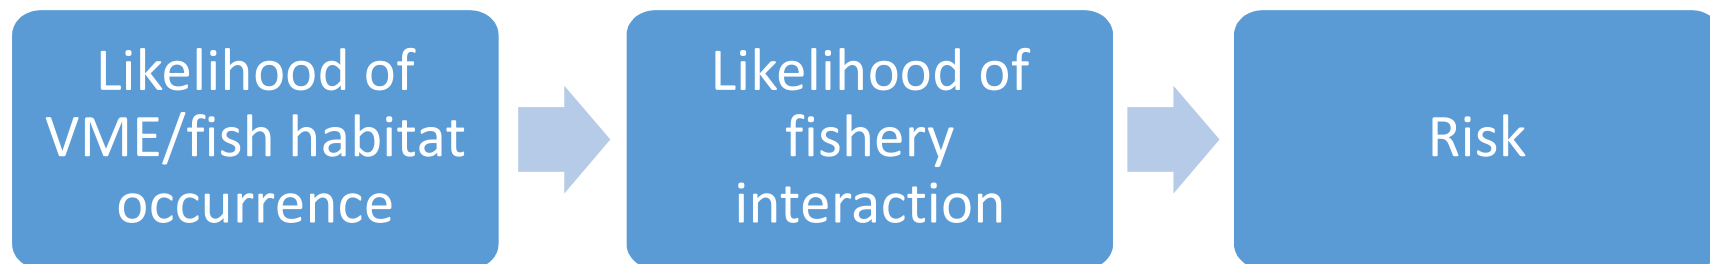 Likelihood of
VME/fish habitat
occurrence
Likelihood of
fishery
interaction
Risk